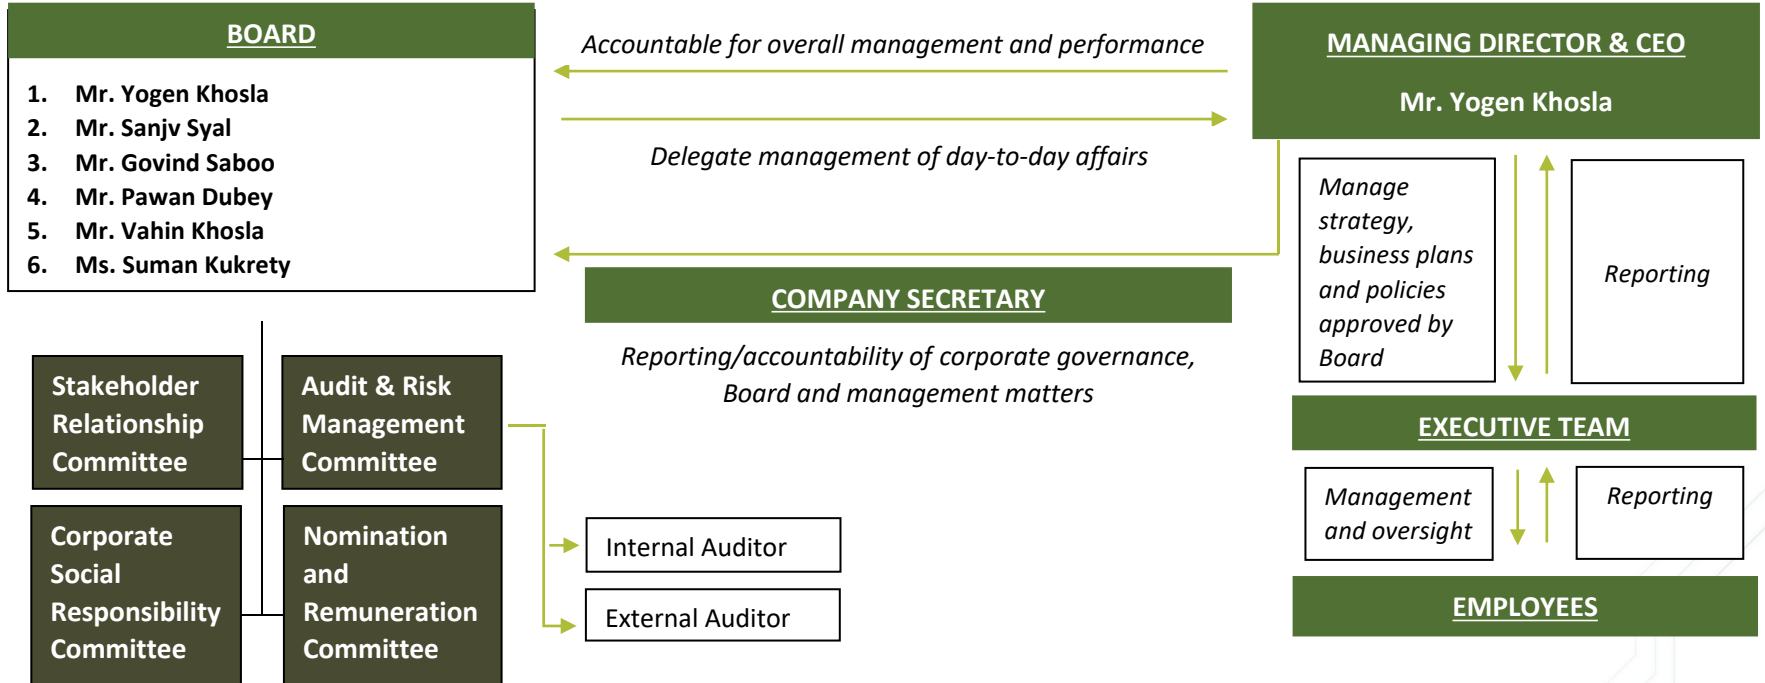 BOARD
1. Mr. Yogen Khosla
2. Mr. Sanjv Syal
3. Mr. Govind Saboo
4. Mr. Pawan Dubey
5. Mr. Vahin Khosla
6. Ms. Suman Kukrety
Accountable for overall management and performance
Delegate management of day-to-day affairs
MANAGING DIRECTOR & CEO
Mr. Yogen Khosla
COMPANY SECRETARY
Reporting/accountability of corporate governance,
Board and management matters
Manage
strategy,
business plans
and policies
approved by
Board
Reporting
EXECUTIVE TEAM
Management
and oversight
Reporting
EMPLOYEES
Stakeholder
Relationship
Committee
Audit & Risk
Management
Committee
Corporate
Social
Responsibility
Committee
Nomination
and
Remuneration
Committee
Internal Auditor
External Auditor